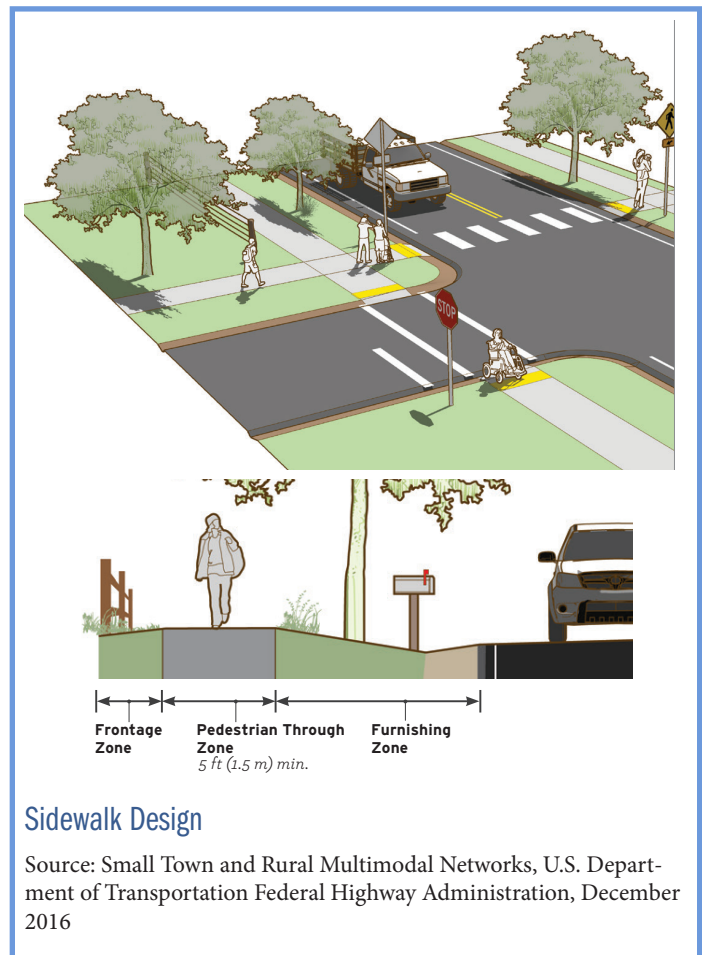 STOP
Frontage Zone
Pedestrian Through Zone
5 ft (1.5 m) min.
Furnishing Zone
Sidewalk Design
Source: Small Town and Rural Multimodal Networks, U.S. Depart-
ment of Transportation Federal Highway Administration, December
2016